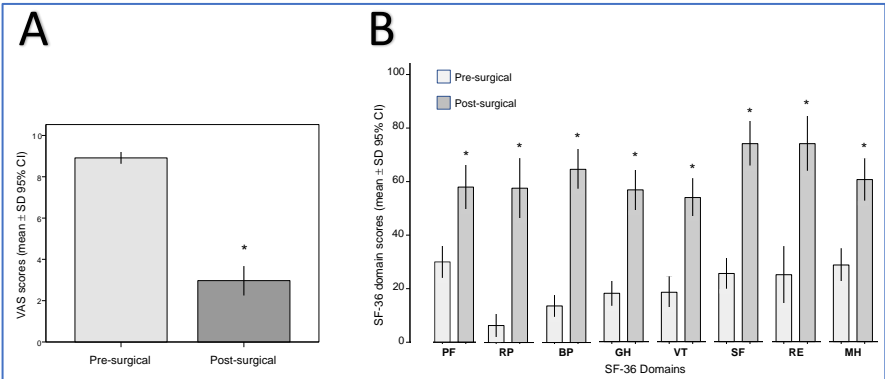 A
VAS scores (mean ± SD 95% CI)
10
8
6
4
2
0
*
Pre-surgical
Post-surgical
B
SF-36 domain scores (mean ± SD 95% CI)
100
80
60
40
20
0
Pre-surgical
Post-surgical
* * * * * * * *
PF RP BP GH VT SF RE MH
SF-36 Domains